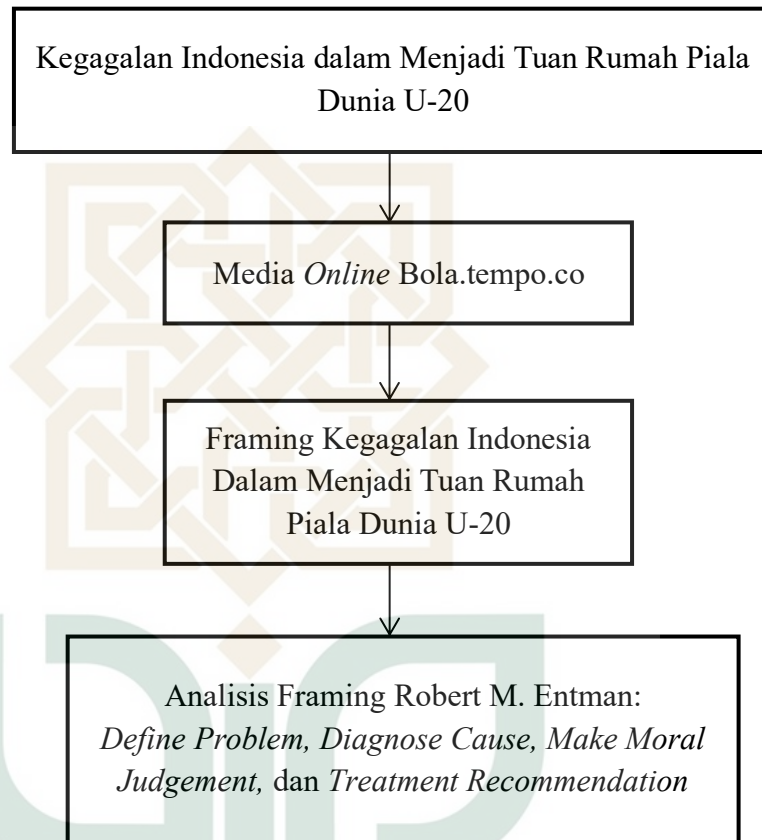 Kegagalan Indonesia dalam Menjadi Tuan Rumah Piala
Dunia U-20
Media Online Bola.tempo.co
Framing Kegagalan Indonesia
Dalam Menjadi Tuan Rumah
Piala Dunia U-20
Analisis Framing Robert M. Entman:
Define Problem, Diagnose Cause, Make Moral
Judgement, dan Treatment Recommendation